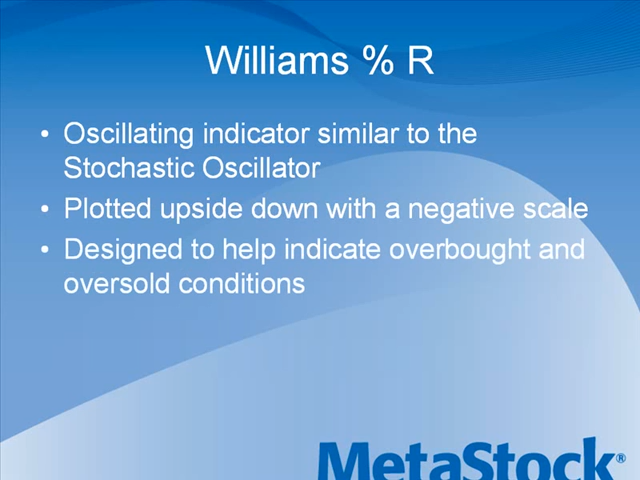 Williams % R
• Oscillating indicator similar to the
Stochastic Oscillator
• Plotted upside down with a negative scale
• Designed to help indicate overbought and
oversold conditions
MetaStock®